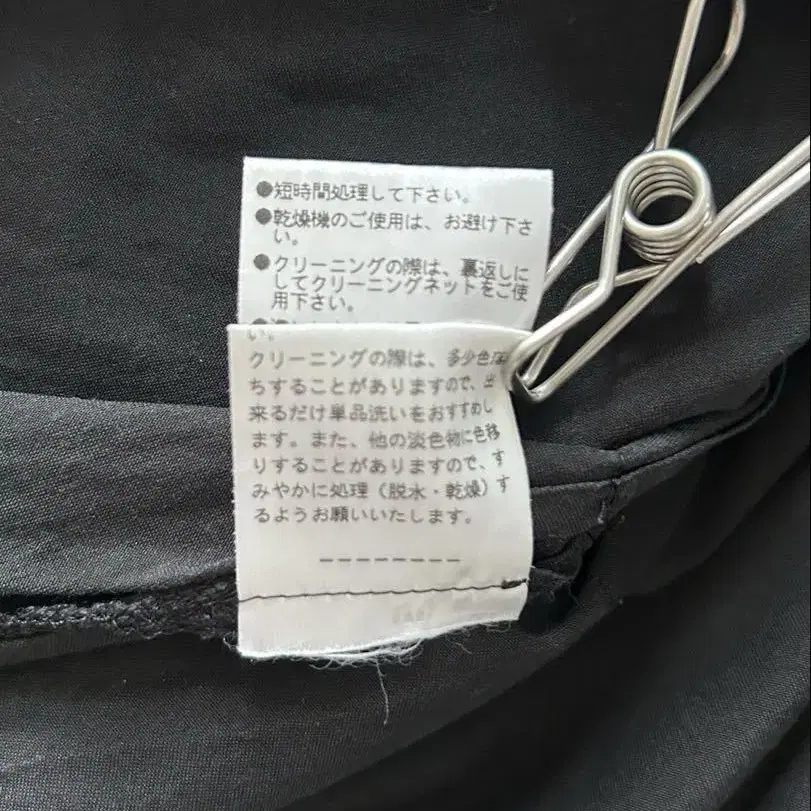 ●短時間処理して下さい。
●乾燥機のご使用は、お避け下さ
い。
●クリーニングの際は、裏返しに
してクリーニングネットをご使
用下さい。
い。
クリーニングの際は、多少色落
ちすることがありますので、出
来るだけ単品洗いをおすすめし
ます。また、他の淡色物に色移
りすることがありますので、す
みやかに処理（脱水・乾燥）す
るようお願いいたします。
--------